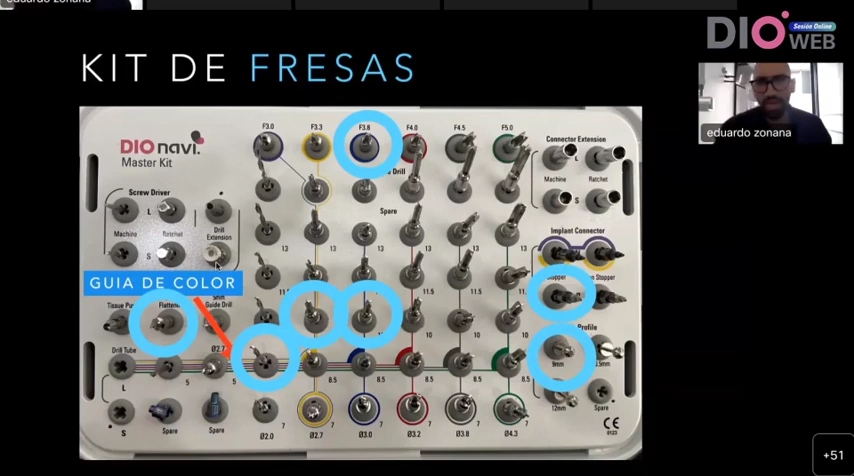 eduardo zonana
DIO Sesión Online
WEB
KIT DE FRESAS
eduardo zonana
DIOnavi.
Master Kit
F3.0 F3.3 F3.8 F4.0 F4.5 F5.0
Connector Extension
Screw Driver
Drill
L
Machine Ratchet
L
Spare
Machine Ratchet
Drill
Extension
S
Implant Connector
S
13 13 13 13 13
Stopper Stopper
GUIA DE COLOR
11.5 11.5 11.5
Tissue Pu Flatten Guide Drill
10 10 10
Profile
Drill Tube
Ø2.7
9mm
5 5 8.5 8.5 8.5 8.5 8.5
L
12mm Spare
S Spare Spare
7 7 7 7 7 7
Ø2.0 Ø2.7 Ø3.0 Ø3.2 Ø3.8 Ø4.3
CE
0123
+51